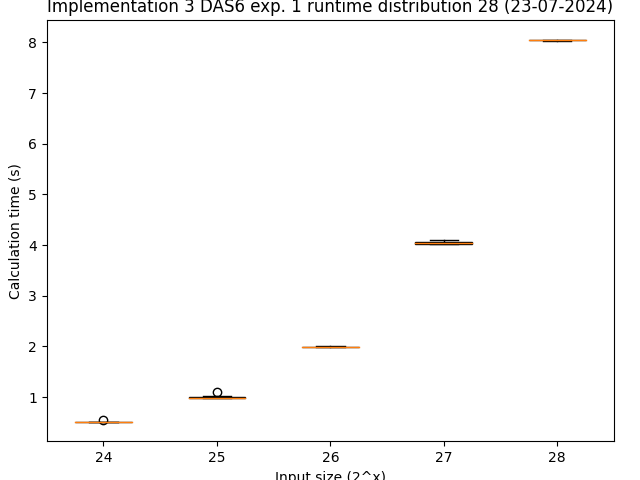 Implementation 3 DAS6 exp. 1 runtime distribution 28 (23-07-2024)
Calculation time (s)
8
7
6
5
4
3
2
1
24 25 26 27 28
Input size (2^x)